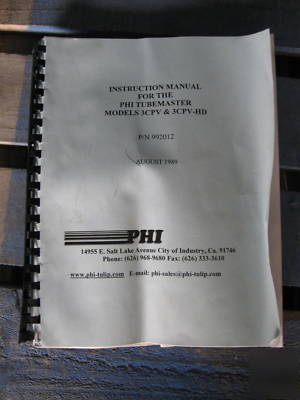 INSTRUCTION MANUAL
FOR THE
PHI TUBEMASTER
MODELS 3CPV & 3CPV-HD
P/N 992012
AUGUST 1989
PHI
14955 E. Salt Lake Avenue City of Industry, Ca. 91746
Phone: (626) 968-9680 Fax: (626) 333-3610
www.phi-tulip.com E-mail: phi-sales@phi-tulip.com